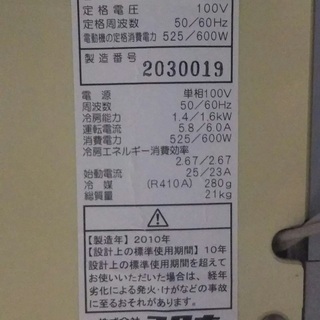 定格電圧 100V
定格周波数 50/60Hz
電動機の定格消費電力 525/600W
製造番号 2030019
電源 単相100V
周波数 50/60Hz
冷房能力 1.4/1.6kW
運転電流 5.8/6.0A
消費電力 525/600W
冷房エネルギー消費効率
2.67/2.67
始動電流 25/23A
冷媒 (R410A) 280g
総質量 21kg
【製造年】2010年
【設計上の標準使用期間】10年
設計上の標準使用期間を超えて
お使いいただいた場合は、経年
劣化による発火・けがなどの事故
に至るおそれがあります。
株式会社 コロナ